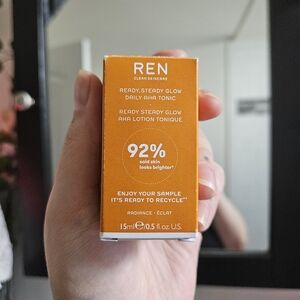 REN
CLEAN SKINCARE
READY, STEADY GLOW
DAILY AHA TONIC
READY STEADY GLOW
AHA LOTION TONIQUE
92%
said skin
looks brighter*
ENJOY YOUR SAMPLE
IT'S READY TO RECYCLE**
RADIANCE • ÉCLAT
15ml℮/0.5 fl.oz. U.S.